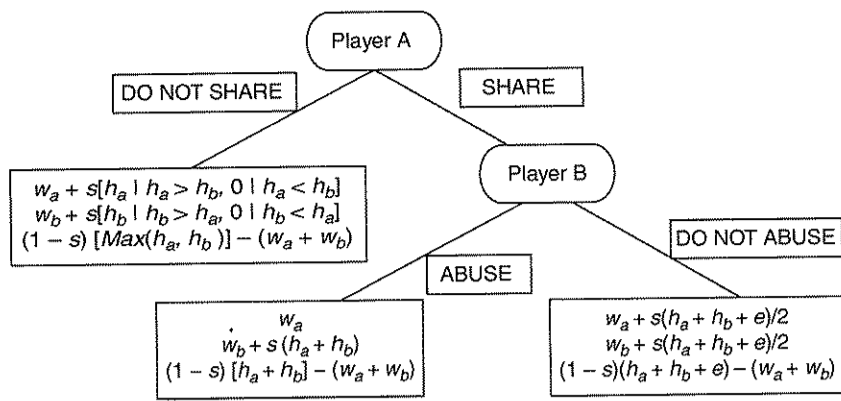 Player A
DO NOT SHARE
SHARE
w_a + s[h_a | h_a > h_b, 0 | h_a < h_b]
w_b + s[h_b | h_b > h_a, 0 | h_b < h_a]
(1 – s) [Max(h_a, h_b)] – (w_a + w_b)
Player B
ABUSE
DO NOT ABUSE
w_a
w_b + s (h_a + h_b)
(1 – s) [h_a + h_b] – (w_a + w_b)
w_a + s(h_a + h_b + e)/2
w_b + s(h_a + h_b + e)/2
(1 – s)(h_a + h_b + e) – (w_a + w_b)